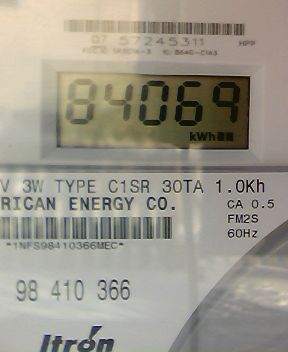 07 57245311 HPP
84069
kWh
V 3W TYPE C1SR 30TA 1.0Kh
RICAN ENERGY CO. CA 0.5
FM2S
60Hz
*1NFS98410366MEC*
98 410 366
Itron